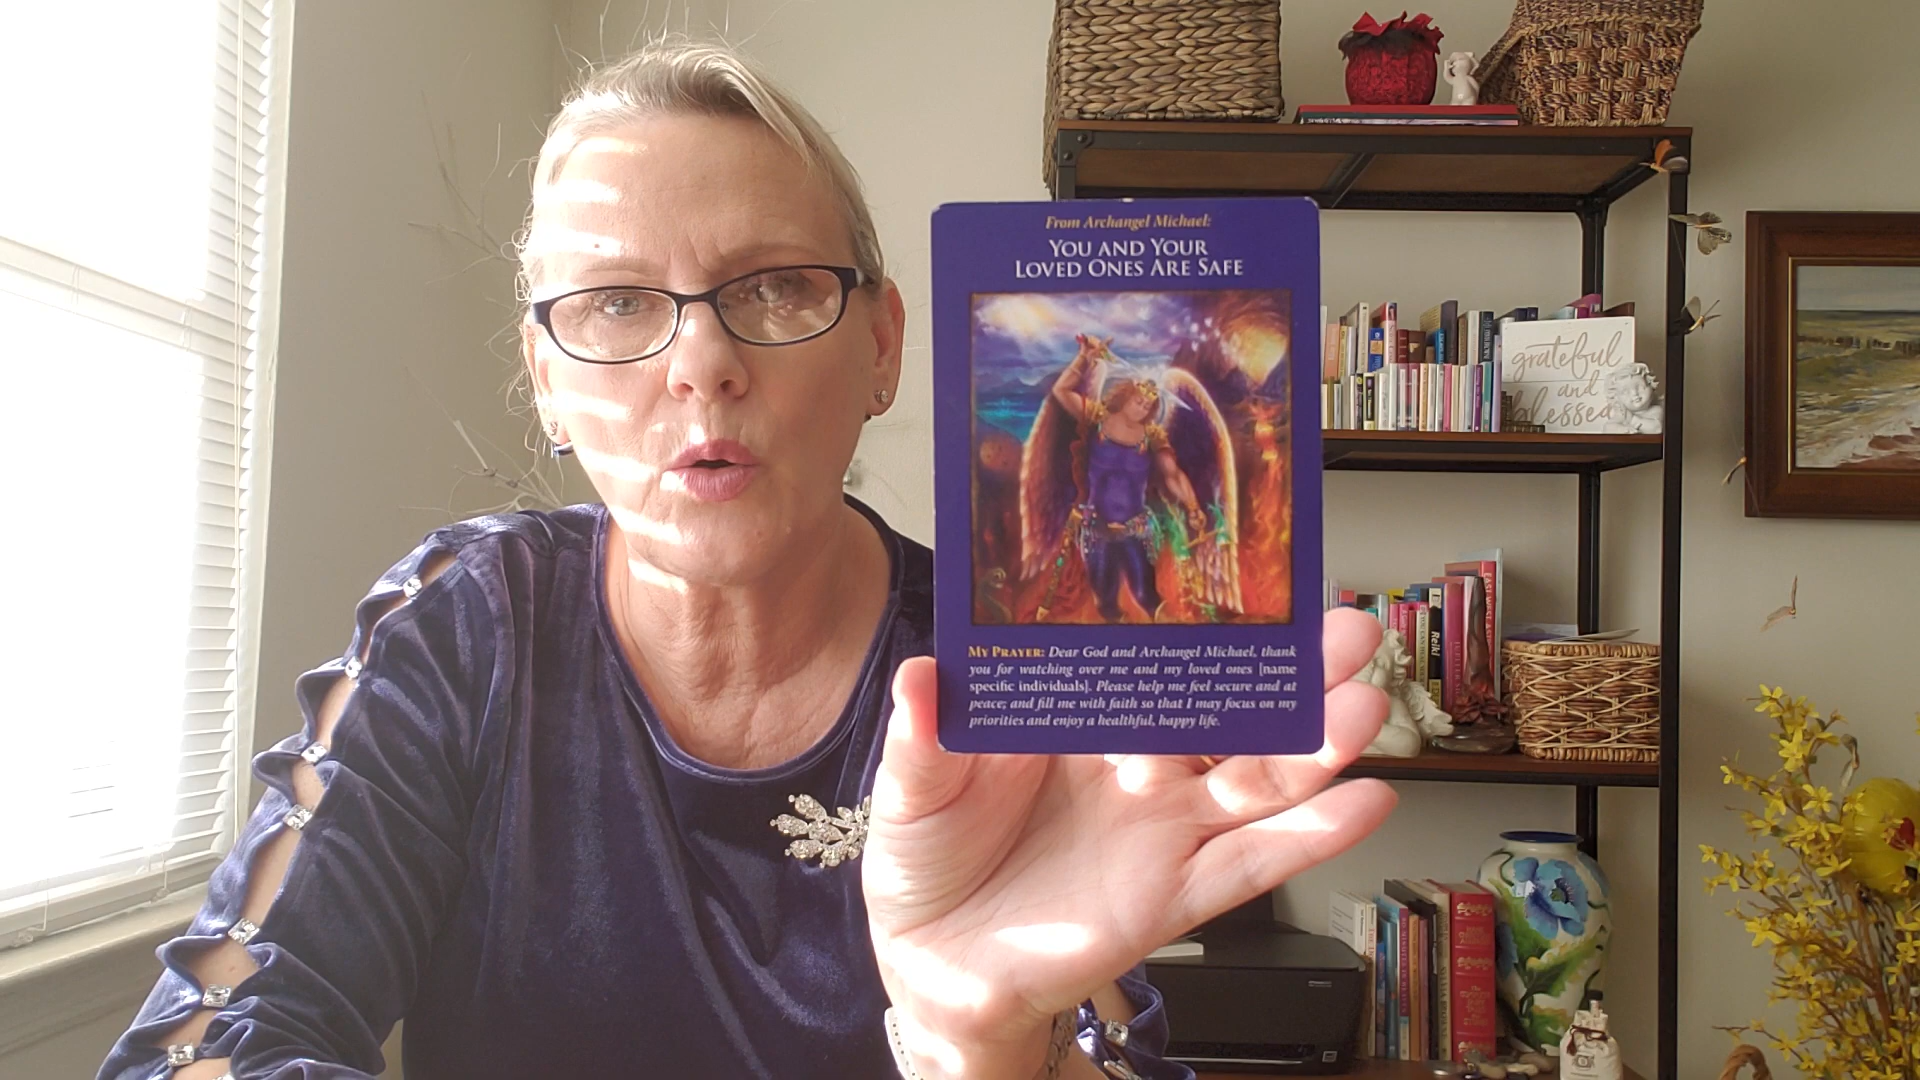 From Archangel Michael:
YOU AND YOUR
LOVED ONES ARE SAFE
MY PRAYER: Dear God and Archangel Michael, thank
you for watching over me and my loved ones [name
specific individuals]. Please help me feel secure and at
peace; and fill me with faith so that I may focus on my
priorities and enjoy a healthful, happy life.
grateful
and
blessed
Reiki